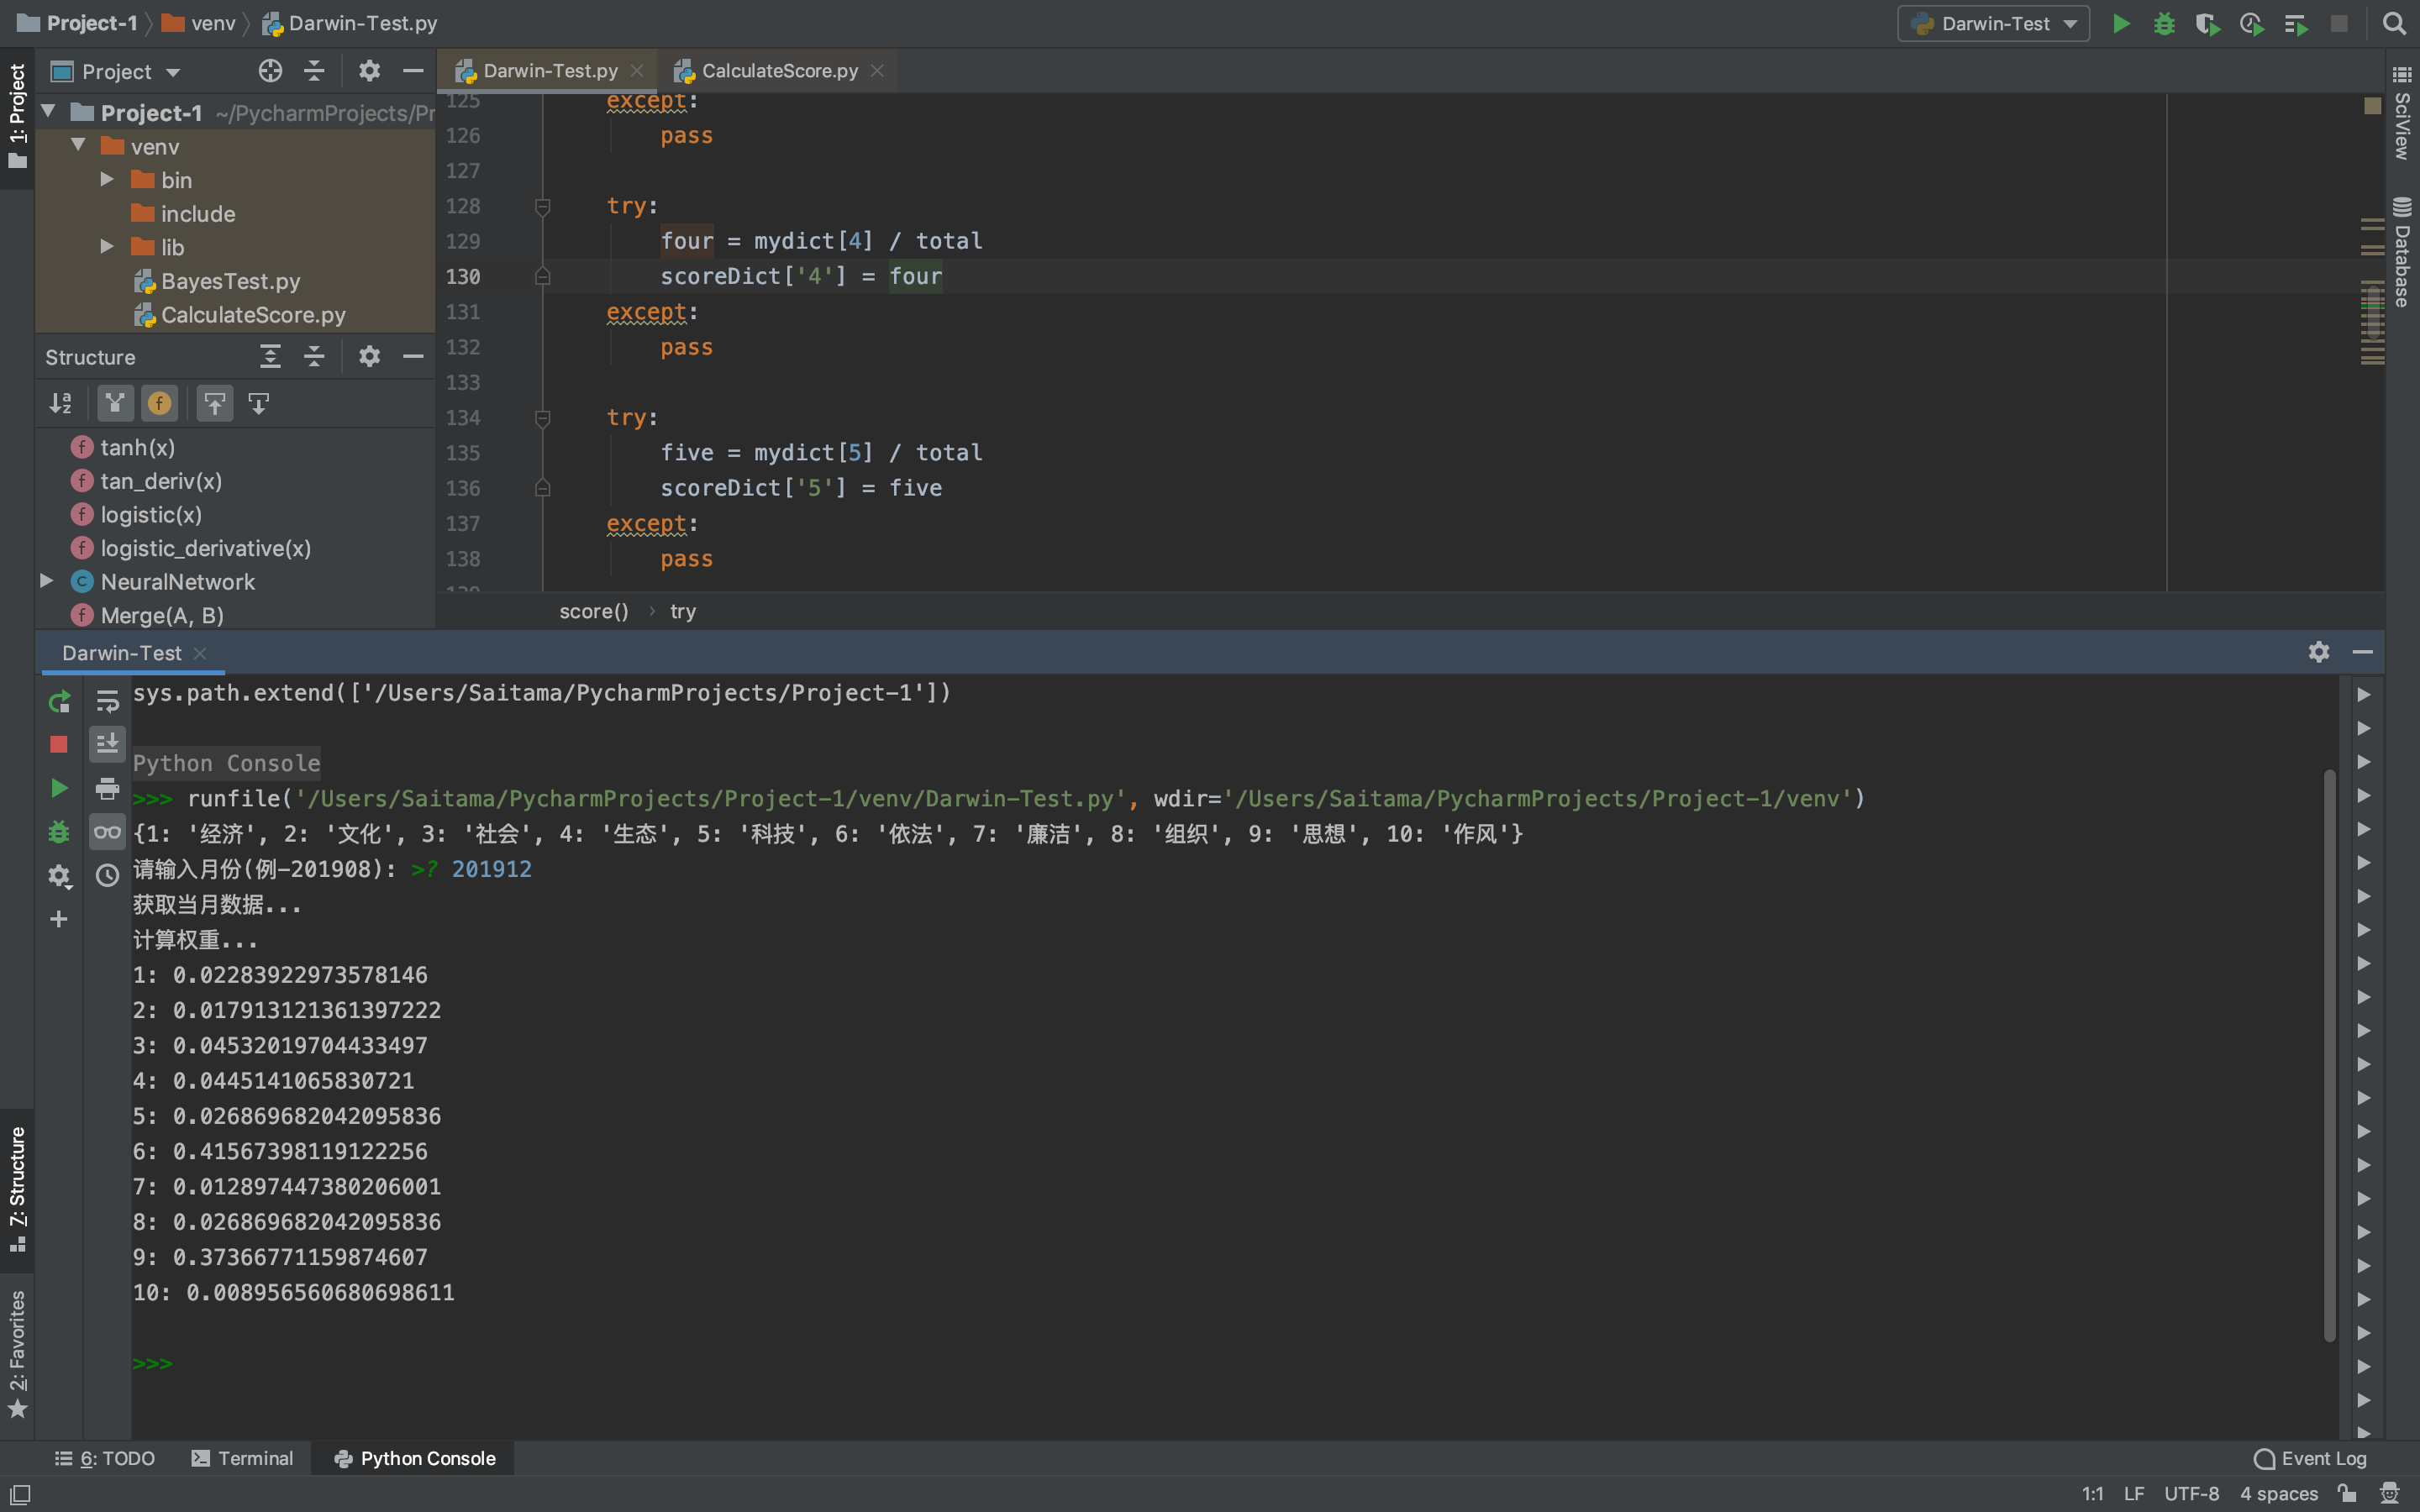 Project-1 venv Darwin-Test.py
Darwin-Test
1: Project
Project
Project-1 ~/PycharmProjects/Pr
venv
bin
include
lib
BayesTest.py
CalculateScore.py
Structure
tanh(x)
tan_deriv(x)
logistic(x)
logistic_derivative(x)
NeuralNetwork
Merge(A, B)
Darwin-Test.py CalculateScore.py
125 except:
126 pass
127
128 try:
129 four = mydict[4] / total
130 scoreDict['4'] = four
131 except:
132 pass
133
134 try:
135 five = mydict[5] / total
136 scoreDict['5'] = five
137 except:
138 pass
139
score() › try
SciView
Database
Darwin-Test
sys.path.extend(['/Users/Saitama/PycharmProjects/Project-1'])
Python Console
>>> runfile('/Users/Saitama/PycharmProjects/Project-1/venv/Darwin-Test.py', wdir='/Users/Saitama/PycharmProjects/Project-1/venv')
{1: '经济', 2: '文化', 3: '社会', 4: '生态', 5: '科技', 6: '依法', 7: '廉洁', 8: '组织', 9: '思想', 10: '作风'}
请输入月份(例-201908): >? 201912
获取当月数据...
计算权重...
1: 0.02283922973578146
2: 0.017913121361397222
3: 0.04532019704433497
4: 0.0445141065830721
5: 0.026869682042095836
6: 0.41567398119122256
7: 0.012897447380206001
8: 0.026869682042095836
9: 0.37366771159874607
10: 0.008956560680698611
>>>
7: Structure
2: Favorites
6: TODO Terminal Python Console Event Log
1:1 LF UTF-8 4 spaces